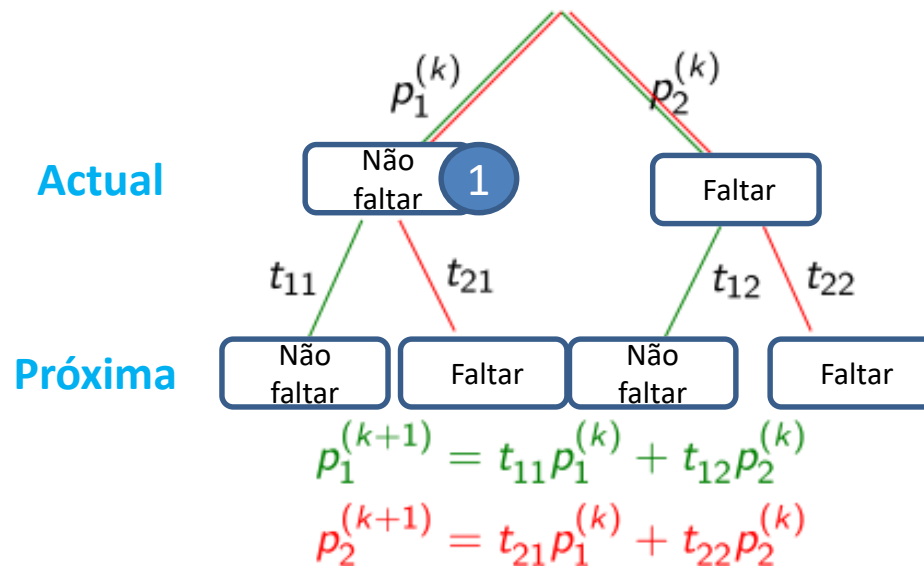 p_1^{(k)}
p_2^{(k)}
Actual
Não
faltar
1
Faltar
t_{11}
t_{21}
t_{12}
t_{22}
Próxima
Não
faltar
Faltar
Não
faltar
Faltar
p_1^{(k+1)} = t_{11}p_1^{(k)} + t_{12}p_2^{(k)}
p_2^{(k+1)} = t_{21}p_1^{(k)} + t_{22}p_2^{(k)}